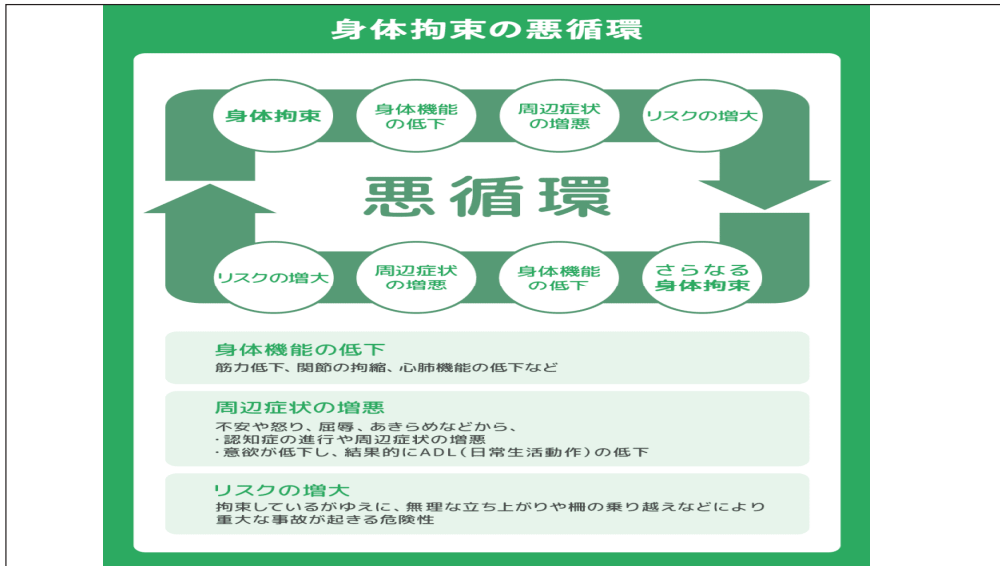 身体拘束の悪循環
身体拘束
身体機能
の低下
周辺症状
の増悪
リスクの増大
悪循環
リスクの増大
周辺症状
の増悪
身体機能
の低下
さらなる
身体拘束
身体機能の低下
筋力低下、関節の拘縮、心肺機能の低下など
周辺症状の増悪
不安や怒り、屈辱、あきらめなどから、
・認知症の進行や周辺症状の増悪
・意欲が低下し、結果的にADL(日常生活動作)の低下
リスクの増大
拘束しているがゆえに、無理な立ち上がりや柵の乗り越えなどにより
重大な事故が起きる危険性